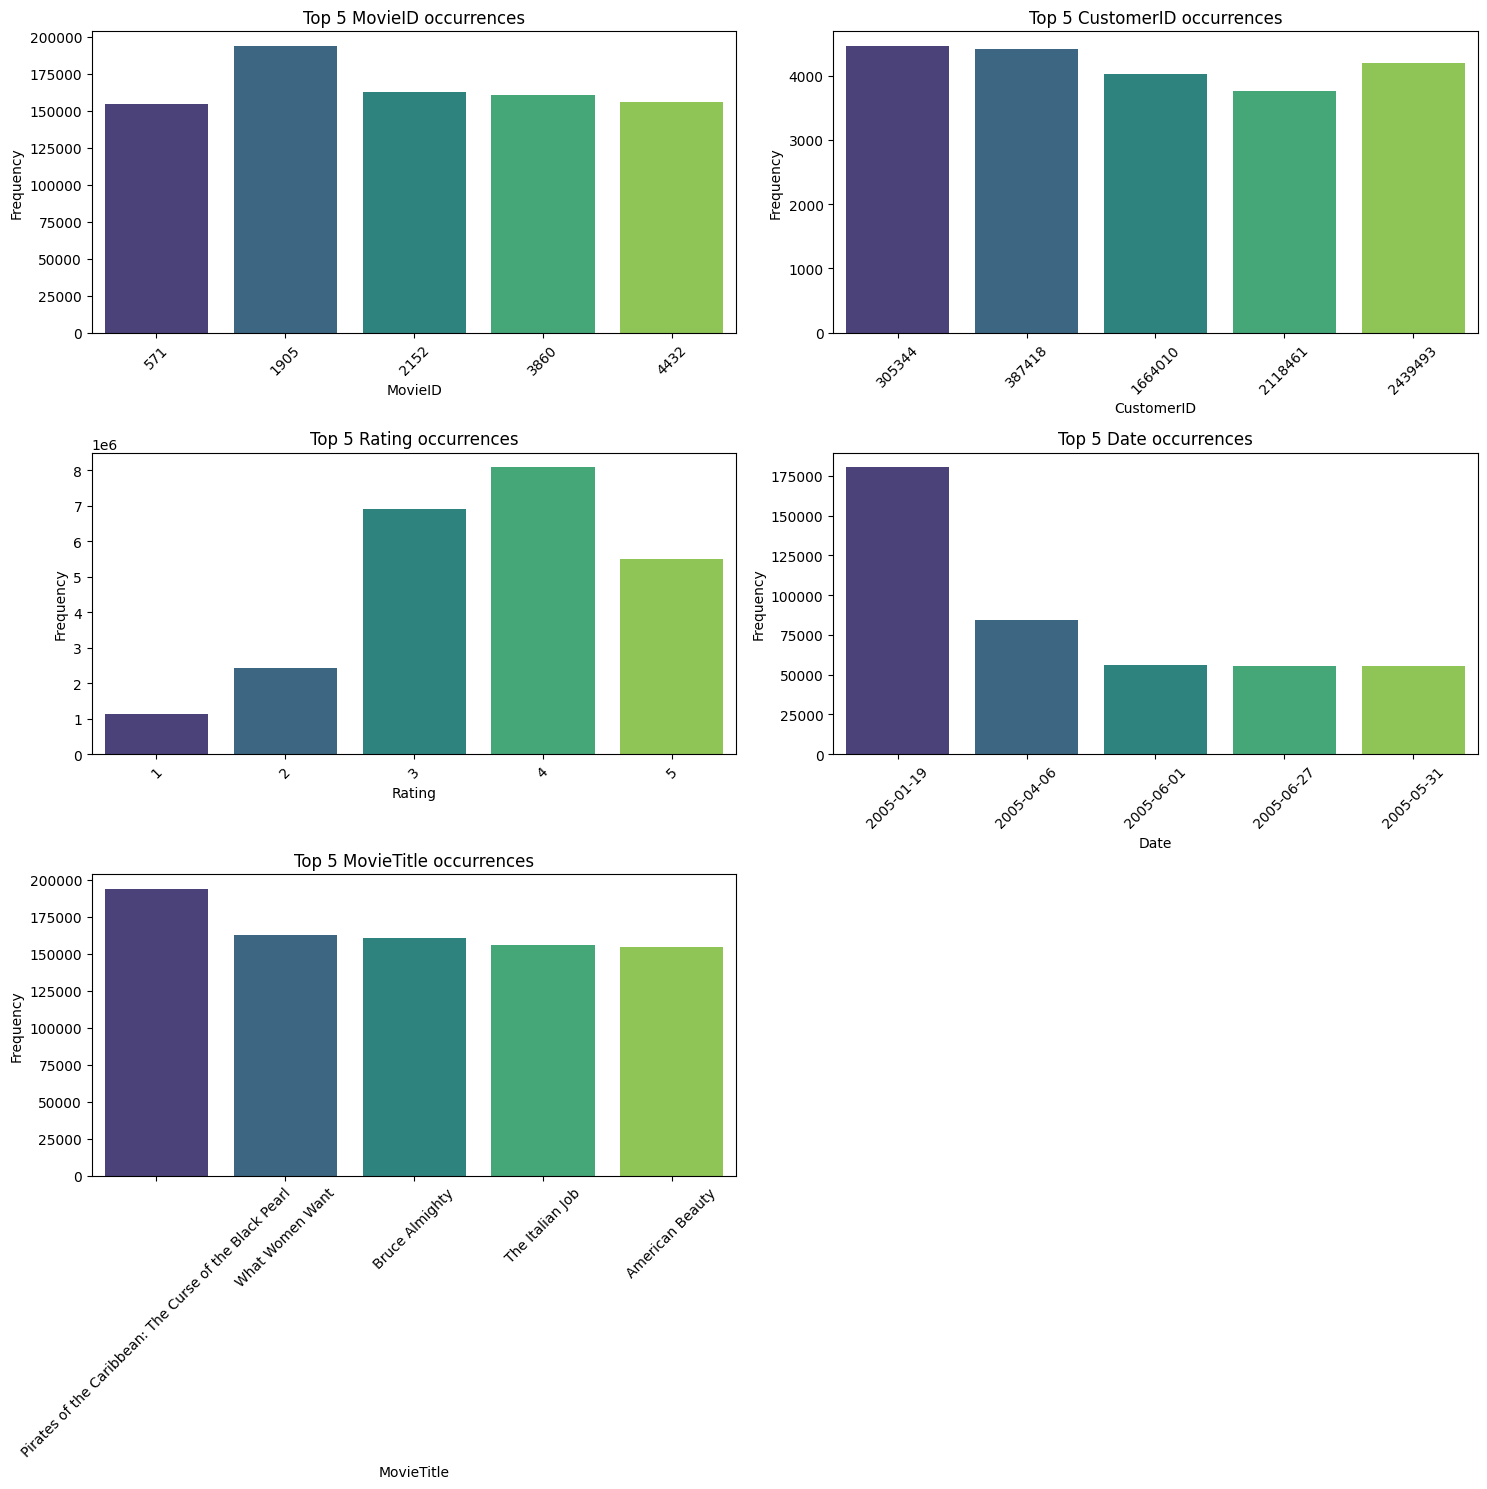 Top 5 MovieID occurrences
200000
175000
150000
125000
100000
75000
50000
25000
0
Frequency
571
1905
2152
3860
4432
MovieID
Top 5 CustomerID occurrences
4000
3000
2000
1000
0
Frequency
305344
387418
1664010
2118461
2439493
CustomerID
Top 5 Rating occurrences
1e6
8
7
6
5
4
3
2
1
0
Frequency
1
2
3
4
5
Rating
Top 5 Date occurrences
175000
150000
125000
100000
75000
50000
25000
0
Frequency
2005-01-19
2005-04-06
2005-06-01
2005-06-27
2005-05-31
Date
Top 5 MovieTitle occurrences
200000
175000
150000
125000
100000
75000
50000
25000
0
Frequency
Pirates of the Caribbean: The Curse of the Black Pearl
What Women Want
Bruce Almighty
The Italian Job
American Beauty
MovieTitle